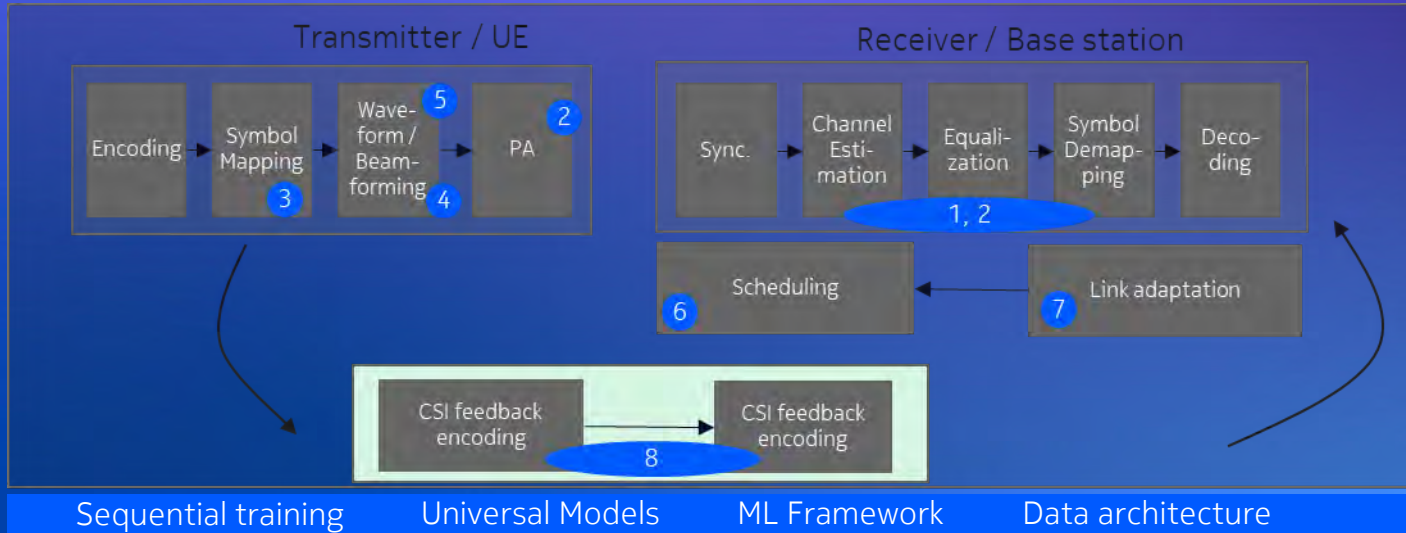 Transmitter / UE
Receiver / Base station
Encoding
Symbol
Mapping
3
Wave-
form /
Beam-
forming
5
4
PA
2
Sync.
Channel
Esti-
mation
Equali-
zation
Symbol
Demap-
ping
Deco-
ding
1, 2
Scheduling
6
Link adaptation
7
CSI feedback
encoding
CSI feedback
encoding
8
Sequential training
Universal Models
ML Framework
Data architecture